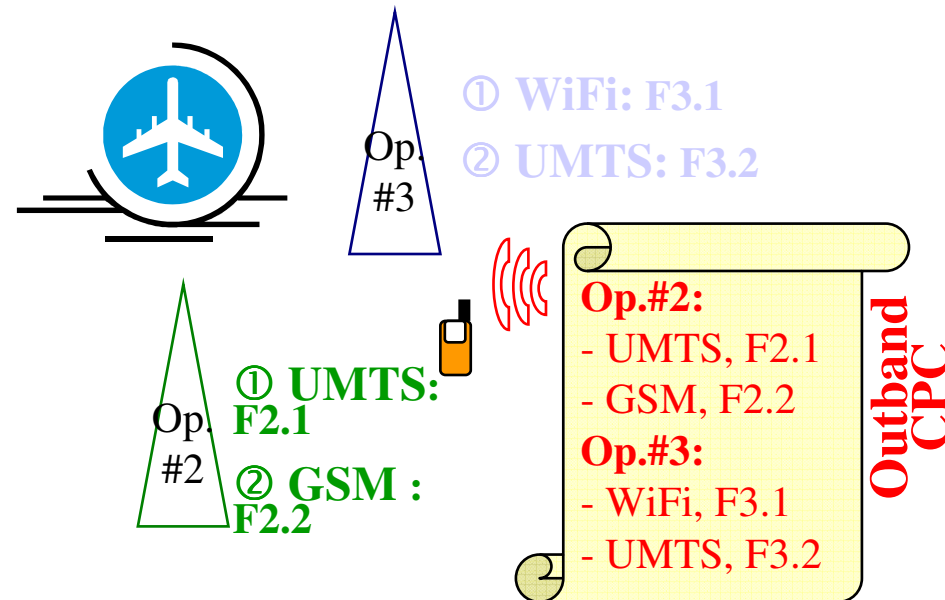 ① WiFi: F3.1
② UMTS: F3.2
Op.
#3
Op.
#2
① UMTS:
F2.1
② GSM :
F2.2
Op.#2:
- UMTS, F2.1
- GSM, F2.2
Op.#3:
- WiFi, F3.1
- UMTS, F3.2
Outband
CPC